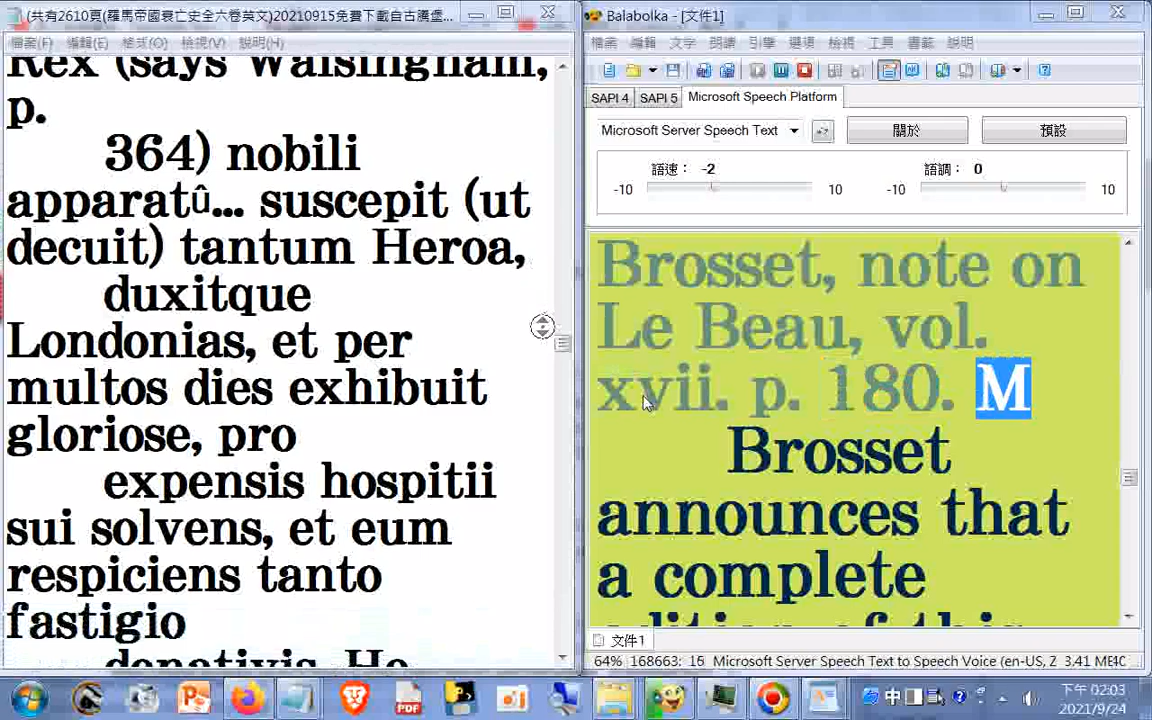 (共有2610頁(羅馬帝國衰亡史全六卷英文)20210915免費下載自古騰堡...
檔案(F) 編輯(E) 格式(O) 檢視(V) 說明(H)
Rex (says Walsingham,
p.
364) nobili
apparatû... suscepit (ut
decuit) tantum Heroa,
duxitque
Londonias, et per
multos dies exhibuit
gloriose, pro
expensis hospitii
sui solvens, et eum
respiciens tanto
fastigio
donativis. He
Balabolka - [文件1]
檔案 編輯 文字 朗讀 引擎 選項 檢視 工具 書籤 說明
SAPI 4 SAPI 5 Microsoft Speech Platform
Microsoft Server Speech Text 關於 預設
語速： -2 語調： 0
-10 10 -10 10
Brosset, note on
Le Beau, vol.
xvii. p. 180. M
Brosset
announces that
a complete
edition of this
文件1
64% 168663: 16 Microsoft Server Speech Text to Speech Voice (en-US, Z 3.41 ME
中 下午 02:03
2021/9/24